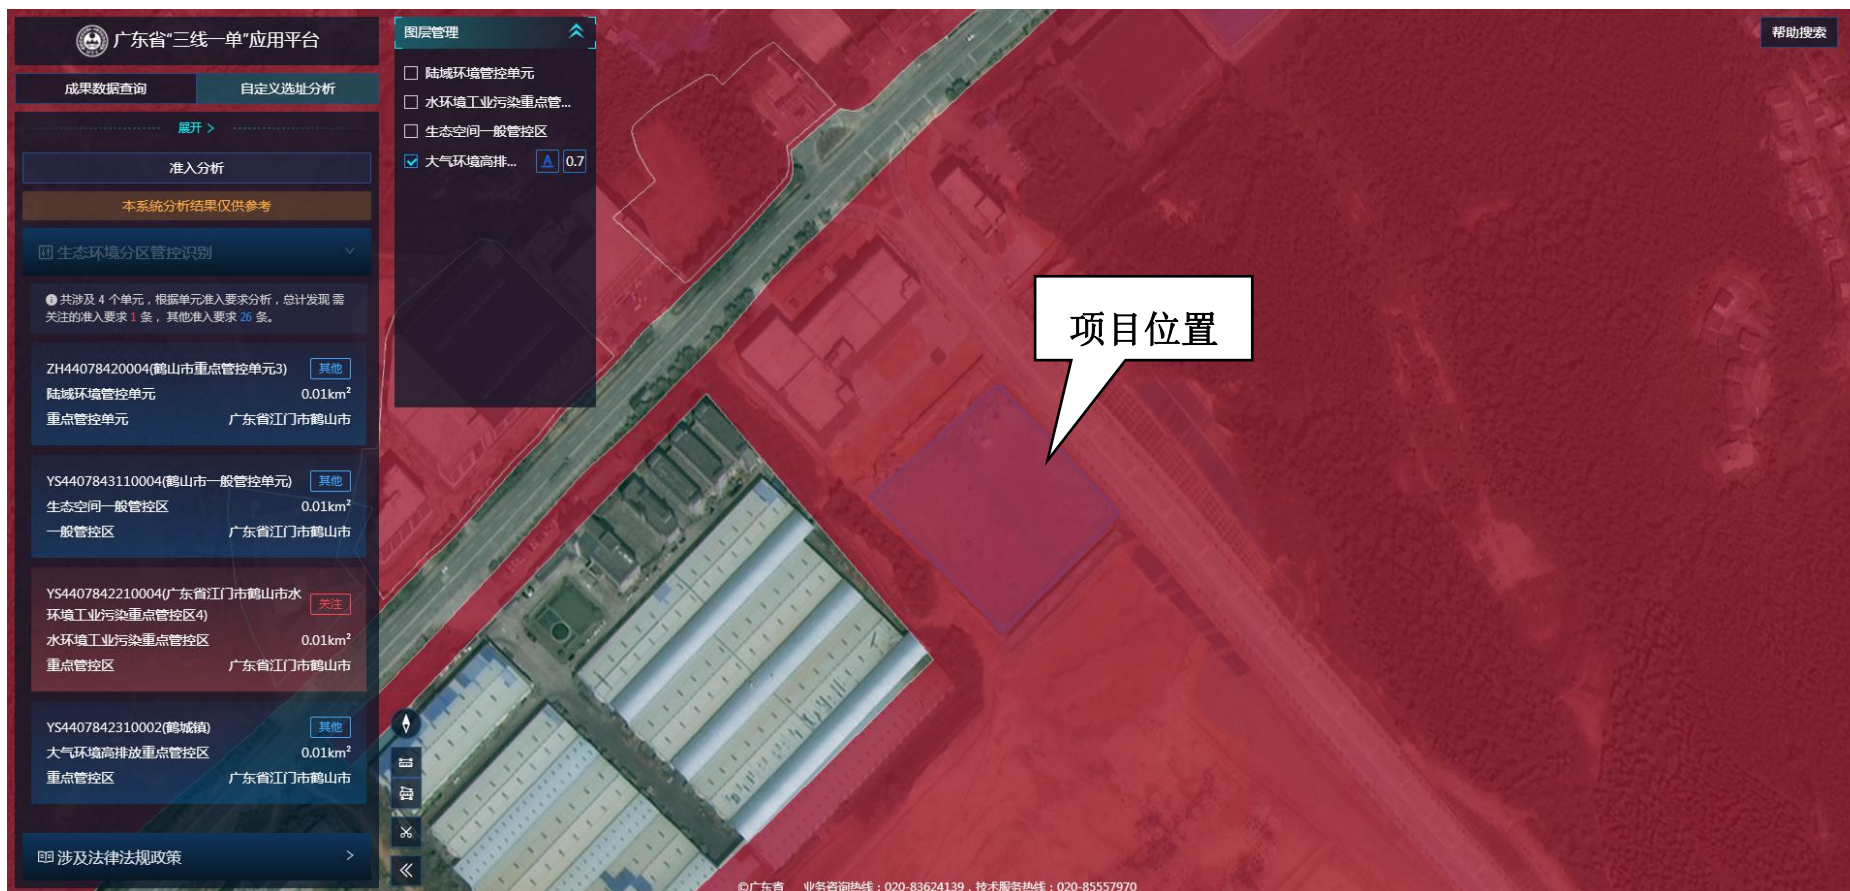 广东省“三线一单”应用平台
成果数据查询
自定义选址分析
展开 >
准入分析
本系统分析结果仅供参考
生态环境分区管控识别
共涉及 4 个单元，根据单元准入要求分析，总计发现 需
关注的准入要求 1 条， 其他准入要求 26 条。
ZH44078420004(鹤山市重点管控单元3)
其他
陆域环境管控单元
0.01km²
重点管控单元
广东省江门市鹤山市
YS4407843110004(鹤山市一般管控单元)
其他
生态空间一般管控区
0.01km²
一般管控区
广东省江门市鹤山市
YS4407842210004(广东省江门市鹤山市水
环境工业污染重点管控区4)
关注
水环境工业污染重点管控区
0.01km²
重点管控区
广东省江门市鹤山市
YS4407842310002(鹤城镇)
其他
大气环境高排放重点管控区
0.01km²
重点管控区
广东省江门市鹤山市
涉及法律法规政策
图层管理
陆域环境管控单元
水环境工业污染重点管...
生态空间一般管控区
大气环境高排...
A
0.7
帮助搜索
项目位置
©广东省 业务咨询热线：020-83624139，技术服务热线：020-85557970